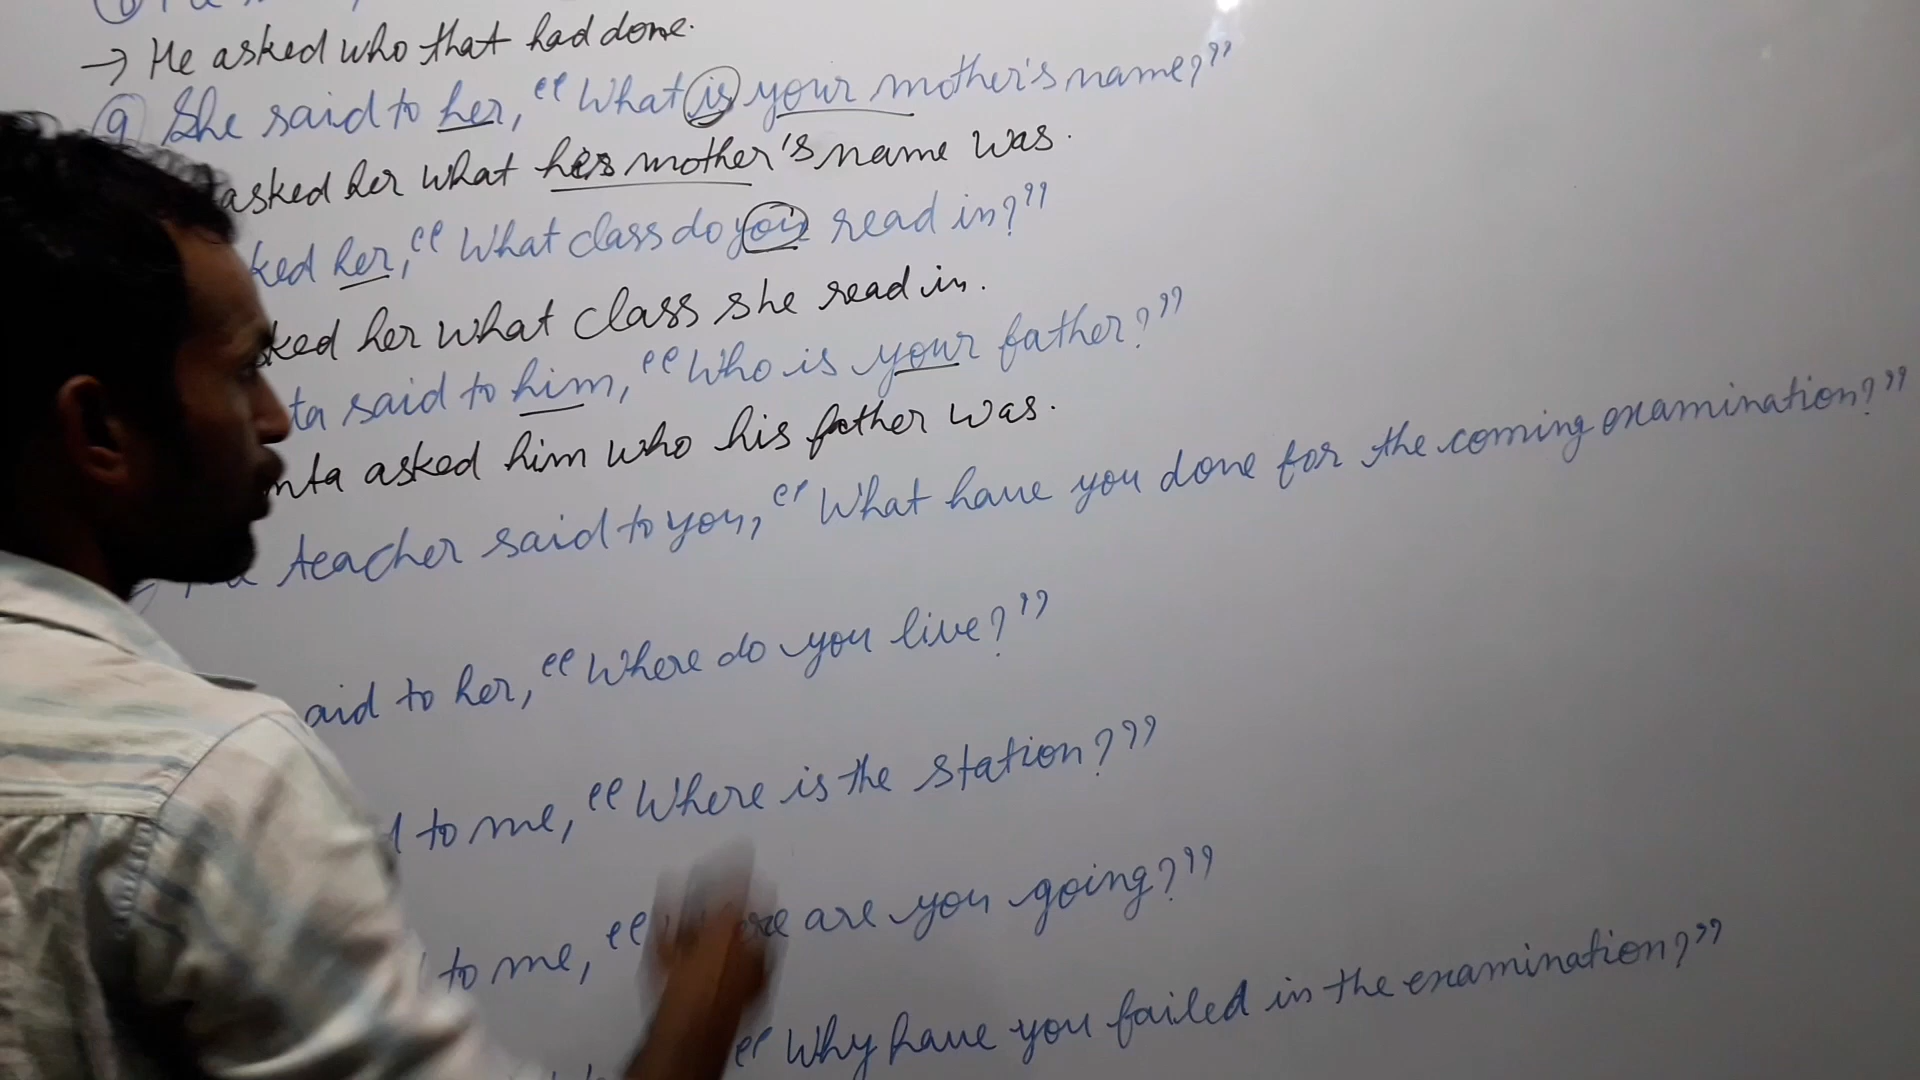 → He asked who that had done.
9 She said to her, "What is your mother's name?"
asked her what her mother's name was.
ked her, "What class do you read in?"
ked her what class she read in.
ta said to him, "Who is your father?"
nta asked him who his father was.
teacher said to you, "What have you done for the coming examination?"
aid to her, "Where do you live?"
to me, "Where is the station?"
to me, " are you going?"
"Why have you failed in the examination?"